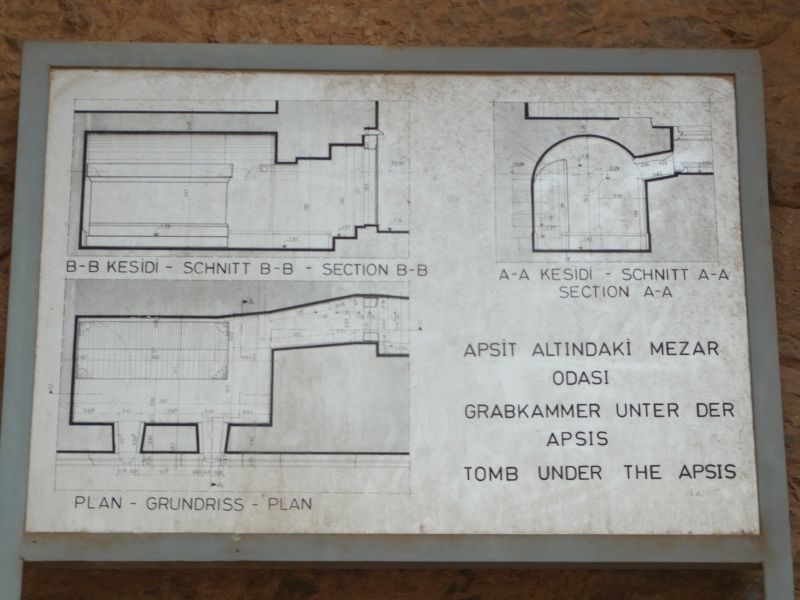 B-B KESİDİ - SCHNITT B-B - SECTION B-B
A-A KESİDİ - SCHNITT A-A
SECTION A-A
APSİT ALTINDAKİ MEZAR
ODASI
GRABKAMMER UNTER DER
APSIS
TOMB UNDER THE APSIS
PLAN - GRUNDRISS - PLAN